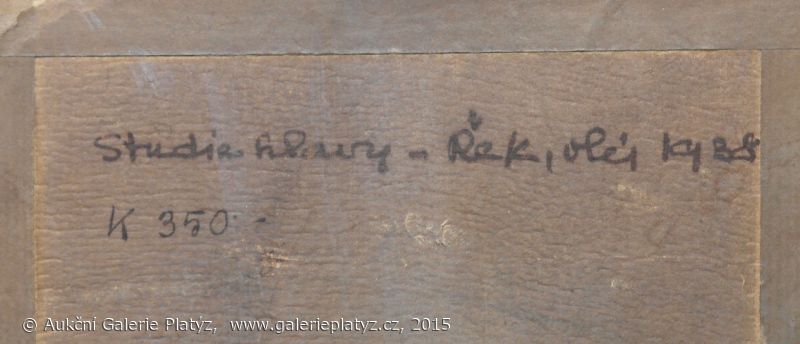 Studie hlavy - Řek, olej 1938
K 350.-
© Aukční Galerie Platýz, www.galerieplatyz.cz, 2015